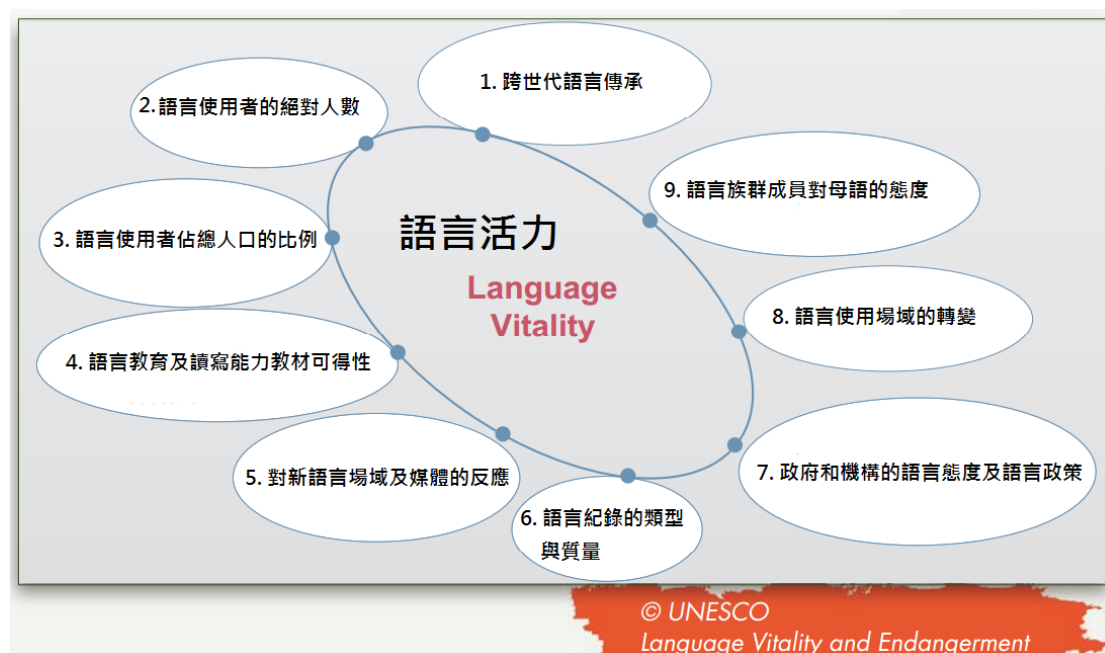 1. 跨世代語言傳承
2. 語言使用者的絕對人數
3. 語言使用者佔總人口的比例
4. 語言教育及讀寫能力教材可得性
5. 對新語言場域及媒體的反應
6. 語言紀錄的類型
與質量
7. 政府和機構的語言態度及語言政策
8. 語言使用場域的轉變
9. 語言族群成員對母語的態度
語言活力
Language
Vitality
© UNESCO
Language Vitality and Endangerment